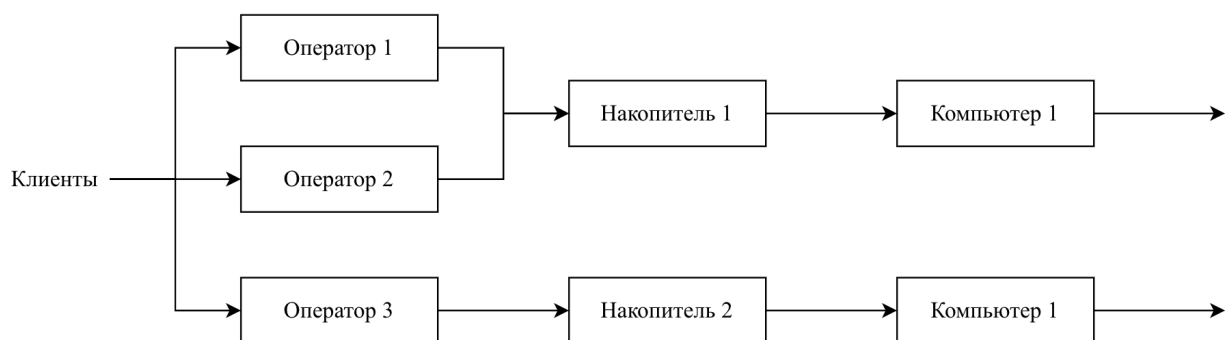 Оператор 1
Накопитель 1
Компьютер 1
Клиенты
Оператор 2
Оператор 3
Накопитель 2
Компьютер 1